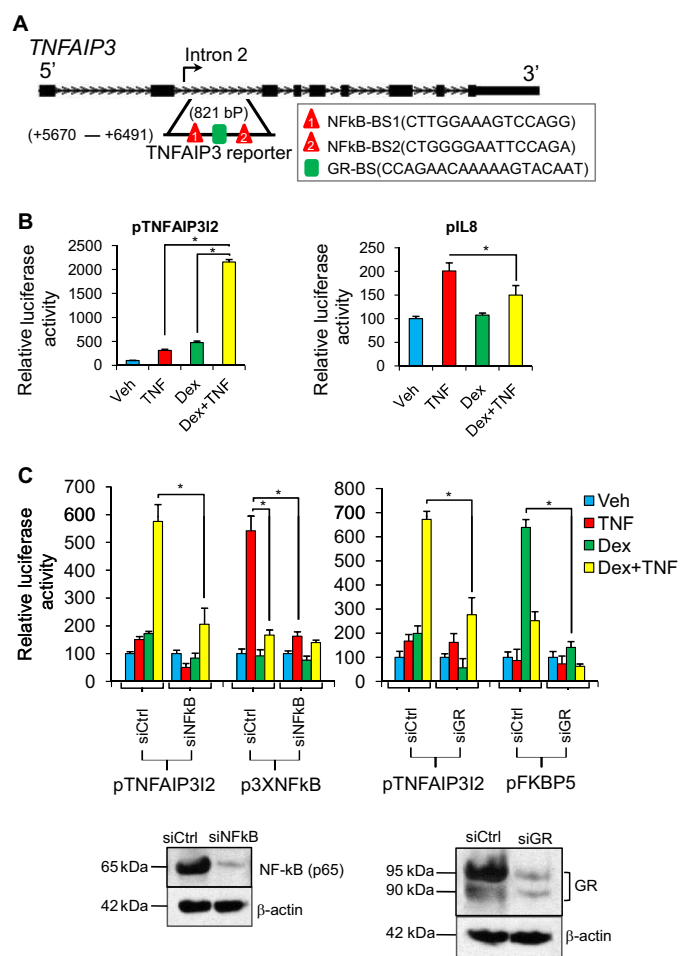 A
TNFAIP3
5’
Intron 2
3’
(821 bP)
(+5670 — +6491)
1
2
TNFAIP3 reporter
1 NFkB-BS1(CTTGGAAAGTCCAGG)
2 NFkB-BS2(CTGGGGAATTCCAGA)
GR-BS(CCAGAACAAAAAGTACAAT)
B
pTNFAIP3I2
Relative luciferase
activity
2500
2000
1500
1000
500
0
*
*
Veh
TNF
Dex
Dex+TNF
pIL8
Relative luciferase
activity
250
200
150
100
50
0
*
Veh
TNF
Dex
Dex+TNF
C
Relative luciferase
activity
700
600
500
400
300
200
100
0
*
*
*
siCtrl
siNFkB
siCtrl
siNFkB
pTNFAIP3I2
p3XNFkB
800
700
600
500
400
300
200
100
0
*
*
Veh
TNF
Dex
Dex+TNF
siCtrl
siGR
siCtrl
siGR
pTNFAIP3I2
pFKBP5
siCtrl siNFkB
65 kDa
NF-kB (p65)
42 kDa
β-actin
siCtrl siGR
95 kDa
90 kDa
GR
42 kDa
β-actin